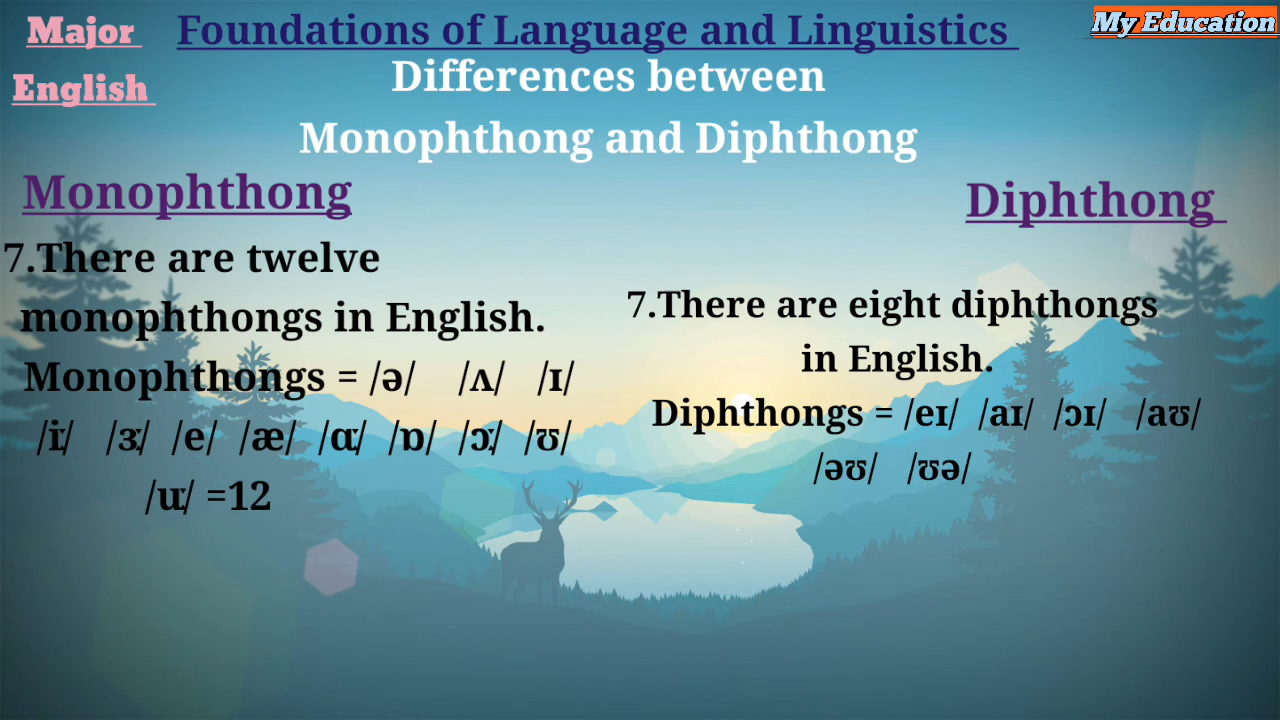 Major
English
Foundations of Language and Linguistics
My Education
Differences between
Monophthong and Diphthong
Monophthong
7.There are twelve
monophthongs in English.
Monophthongs = /ə/ /ʌ/ /ɪ/
/iː/ /ɜː/ /e/ /æ/ /ɑː/ /ɒ/ /ɔː/ /ʊ/
/uː/ =12
Diphthong
7.There are eight diphthongs
in English.
Diphthongs = /eɪ/ /aɪ/ /ɔɪ/ /aʊ/
/əʊ/ /ʊə/